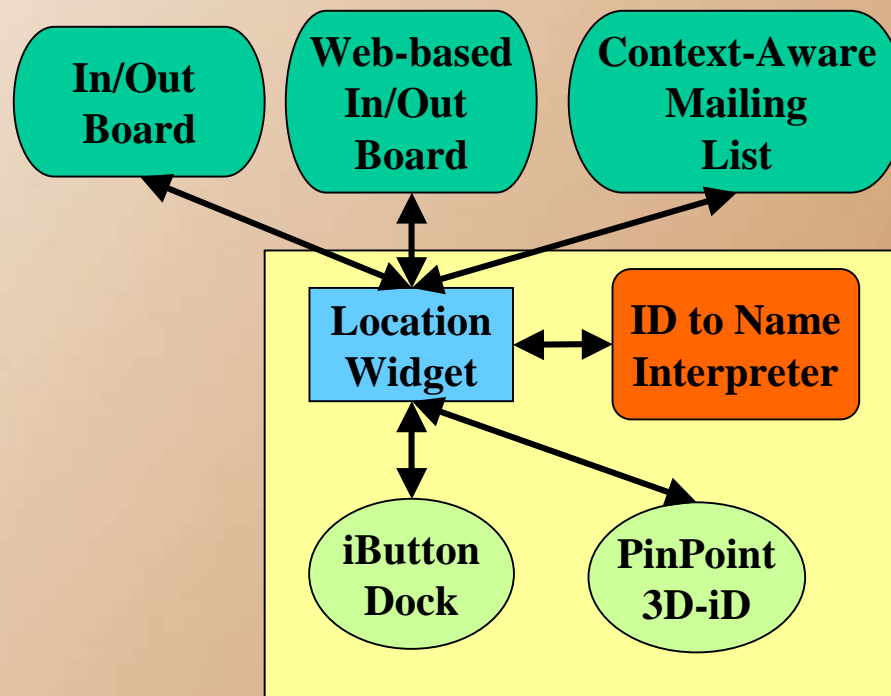 In/Out
Board
Web-based
In/Out
Board
Context-Aware
Mailing
List
Location
Widget
ID to Name
Interpreter
iButton
Dock
PinPoint
3D-iD